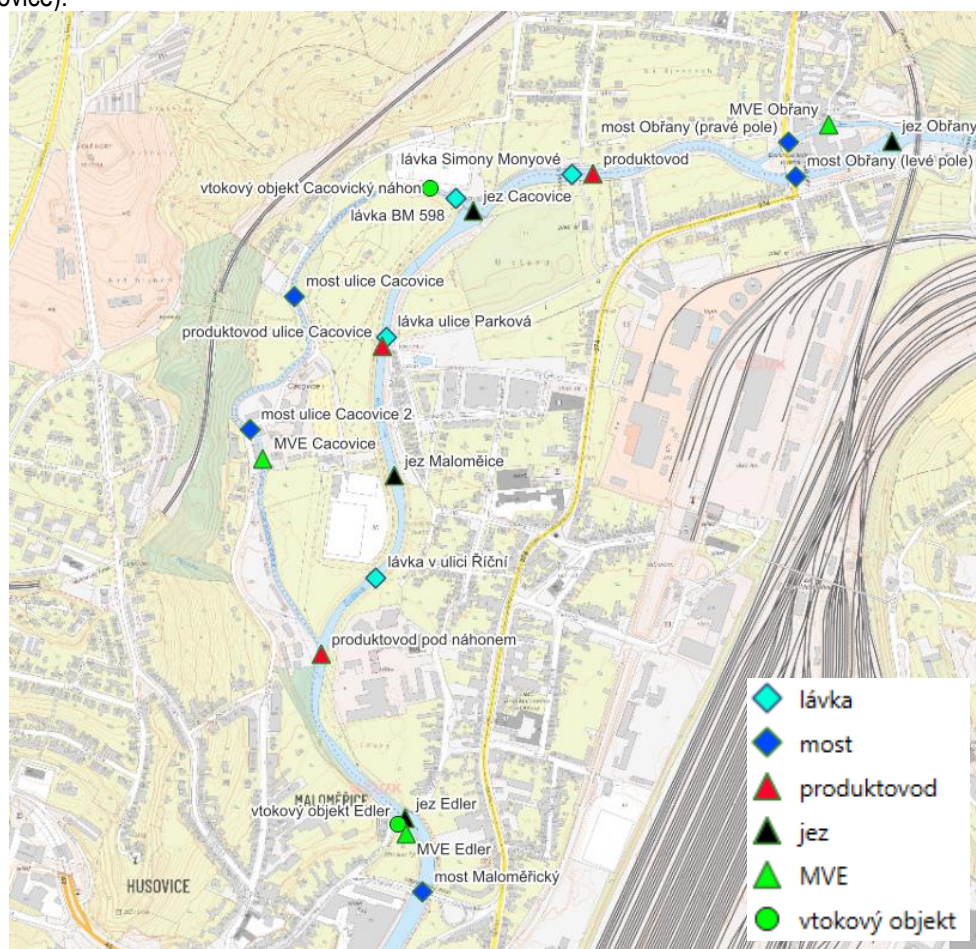 ovice).
MVE Obřany
most Obřany (pravé pole)
jez Obřany
lávka Simony Monyové
produktovod
most Obřany (levé pole)
vtokový objekt Cacovický náhon
jez Cacovice
lávka BM 598
most ulice Cacovice
lávka ulice Parková
produktovod ulice Cacovice
most ulice Cacovice 2
MVE Cacovice
jez Maloměice
lávka v ulici Říční
produktovod pod náhonem
MALOMĚŘICE
jez Edler
vtokový objekt Edler
MVE Edler
HUSOVICE
most Maloměřický
lávka
most
produktovod
jez
MVE
vtokový objekt